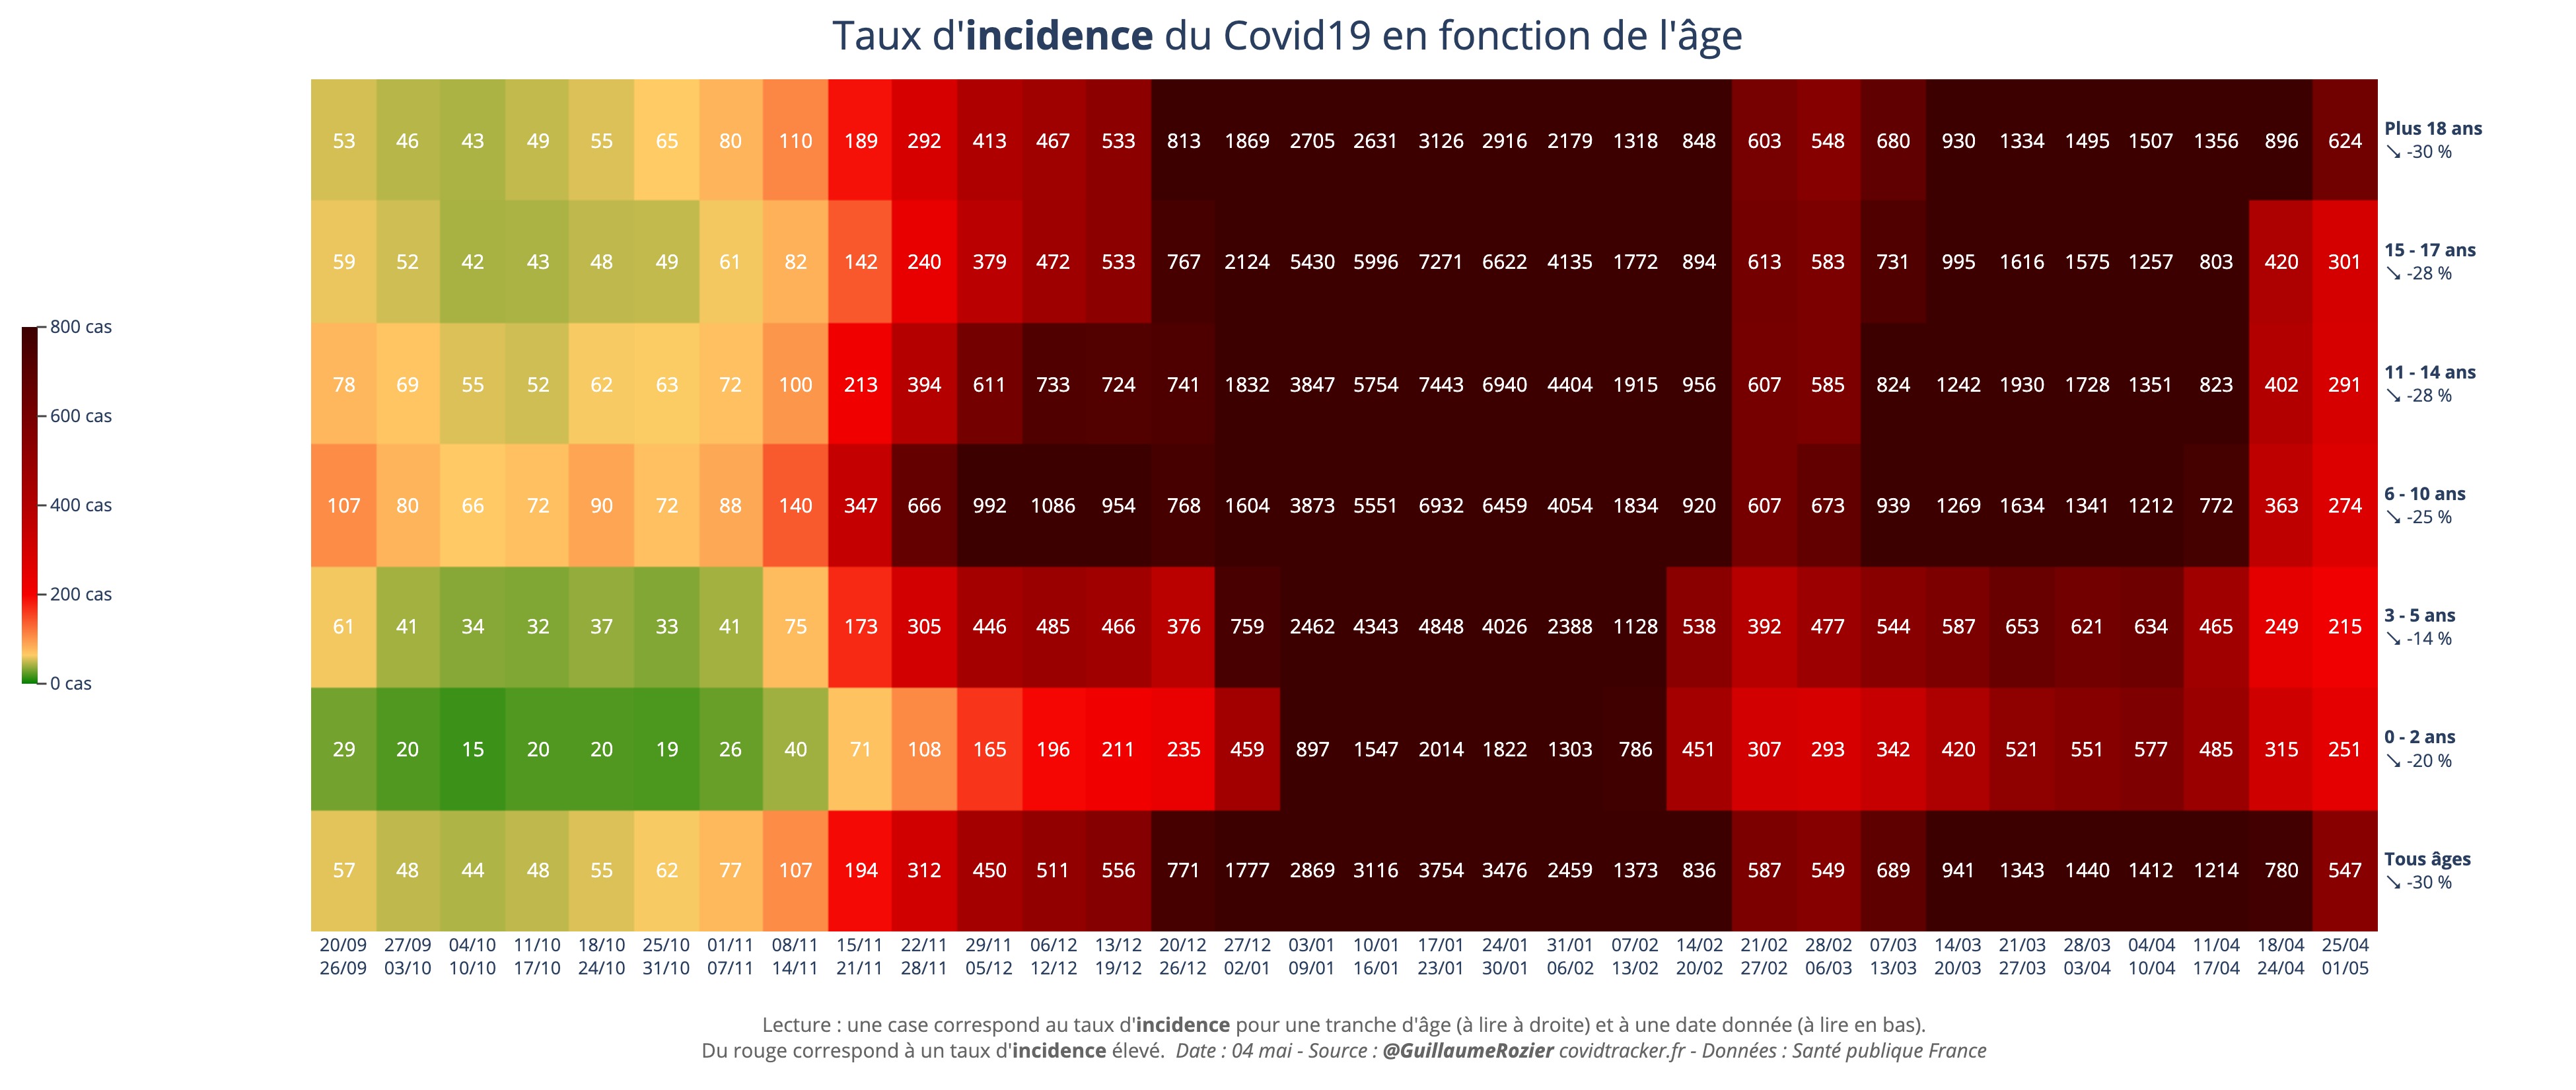 Taux d'incidence du Covid19 en fonction de l'âge
53 46 43 49 55 65 80 110 189 292 413 467 533 813 1869 2705 2631 3126 2916 2179 1318 848 603 548 680 930 1334 1495 1507 1356 896 624
Plus 18 ans
↘ -30 %
59 52 42 43 48 49 61 82 142 240 379 472 533 767 2124 5430 5996 7271 6622 4135 1772 894 613 583 731 995 1616 1575 1257 803 420 301
15 - 17 ans
↘ -28 %
78 69 55 52 62 63 72 100 213 394 611 733 724 741 1832 3847 5754 7443 6940 4404 1915 956 607 585 824 1242 1930 1728 1351 823 402 291
11 - 14 ans
↘ -28 %
107 80 66 72 90 72 88 140 347 666 992 1086 954 768 1604 3873 5551 6932 6459 4054 1834 920 607 673 939 1269 1634 1341 1212 772 363 274
6 - 10 ans
↘ -25 %
61 41 34 32 37 33 41 75 173 305 446 485 466 376 759 2462 4343 4848 4026 2388 1128 538 392 477 544 587 653 621 634 465 249 215
3 - 5 ans
↘ -14 %
29 20 15 20 20 19 26 40 71 108 165 196 211 235 459 897 1547 2014 1822 1303 786 451 307 293 342 420 521 551 577 485 315 251
0 - 2 ans
↘ -20 %
57 48 44 48 55 62 77 107 194 312 450 511 556 771 1777 2869 3116 3754 3476 2459 1373 836 587 549 689 941 1343 1440 1412 1214 780 547
Tous âges
↘ -30 %
800 cas
600 cas
400 cas
200 cas
0 cas
20/09 27/09 04/10 11/10 18/10 25/10 01/11 08/11 15/11 22/11 29/11 06/12 13/12 20/12 27/12 03/01 10/01 17/01 24/01 31/01 07/02 14/02 21/02 28/02 07/03 14/03 21/03 28/03 04/04 11/04 18/04 25/04
26/09 03/10 10/10 17/10 24/10 31/10 07/11 14/11 21/11 28/11 05/12 12/12 19/12 26/12 02/01 09/01 16/01 23/01 30/01 06/02 13/02 20/02 27/02 06/03 13/03 20/03 27/03 03/04 10/04 17/04 24/04 01/05
Lecture : une case correspond au taux d'incidence pour une tranche d'âge (à lire à droite) et à une date donnée (à lire en bas).
Du rouge correspond à un taux d'incidence élevé. Date : 04 mai - Source : @GuillaumeRozier covidtracker.fr - Données : Santé publique France